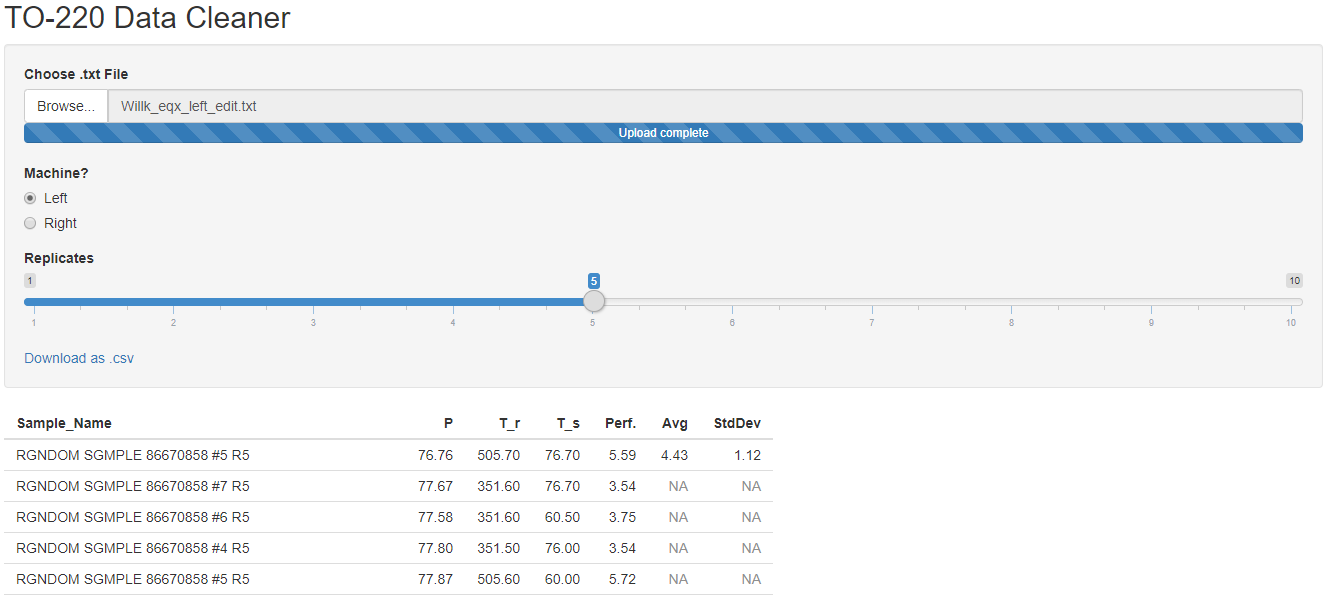 TO-220 Data Cleaner
Choose .txt File
Browse... Willk_eqx_left_edit.txt
Upload complete
Machine?
Left
Right
Replicates
1 5 10
1 2 3 4 5 6 7 8 9 10
Download as .csv
Sample_Name P T_r T_s Perf. Avg StdDev
RGNDOM SGMPLE 86670858 #5 R5 76.76 505.70 76.70 5.59 4.43 1.12
RGNDOM SGMPLE 86670858 #7 R5 77.67 351.60 76.70 3.54 NA NA
RGNDOM SGMPLE 86670858 #6 R5 77.58 351.60 60.50 3.75 NA NA
RGNDOM SGMPLE 86670858 #4 R5 77.80 351.50 76.00 3.54 NA NA
RGNDOM SGMPLE 86670858 #5 R5 77.87 505.60 60.00 5.72 NA NA